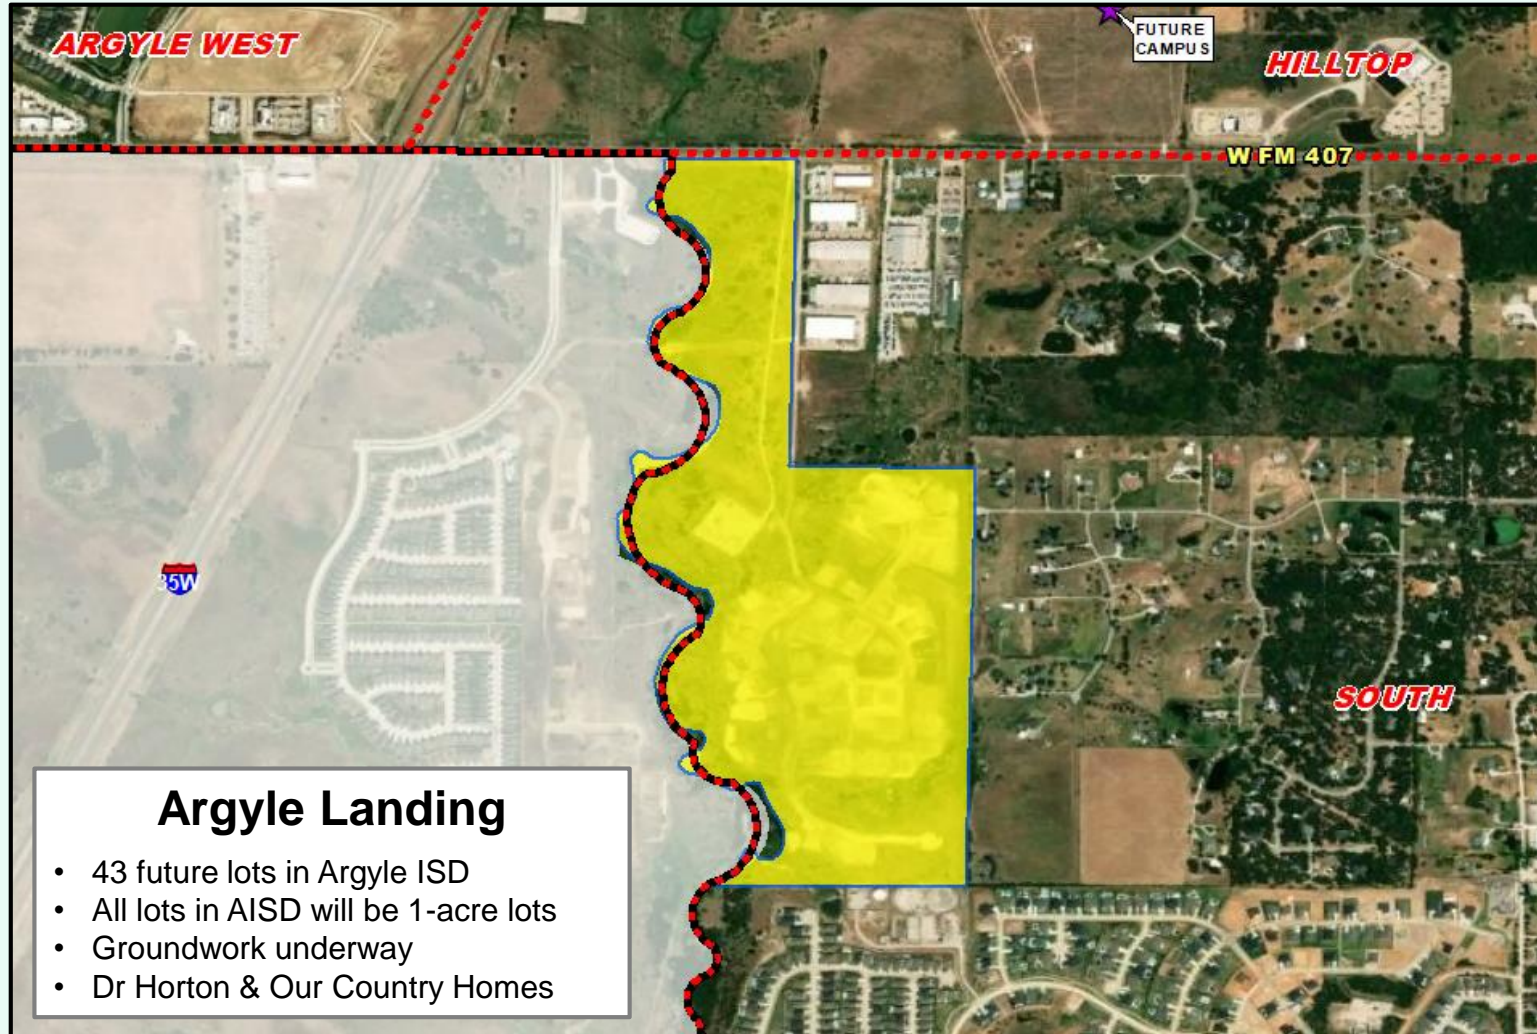 ARGYLE WEST
FUTURE
CAMPUS
HILLTOP
W FM 407
35W
SOUTH
Argyle Landing
• 43 future lots in Argyle ISD
• All lots in AISD will be 1-acre lots
• Groundwork underway
• Dr Horton & Our Country Homes